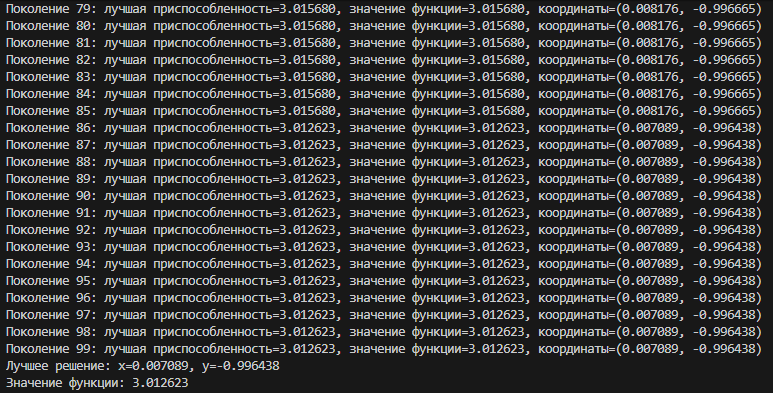 Поколение 79: лучшая приспособленность=3.015680, значение функции=3.015680, координаты=(0.008176, -0.996665)
Поколение 80: лучшая приспособленность=3.015680, значение функции=3.015680, координаты=(0.008176, -0.996665)
Поколение 81: лучшая приспособленность=3.015680, значение функции=3.015680, координаты=(0.008176, -0.996665)
Поколение 82: лучшая приспособленность=3.015680, значение функции=3.015680, координаты=(0.008176, -0.996665)
Поколение 83: лучшая приспособленность=3.015680, значение функции=3.015680, координаты=(0.008176, -0.996665)
Поколение 84: лучшая приспособленность=3.015680, значение функции=3.015680, координаты=(0.008176, -0.996665)
Поколение 85: лучшая приспособленность=3.015680, значение функции=3.015680, координаты=(0.008176, -0.996665)
Поколение 86: лучшая приспособленность=3.012623, значение функции=3.012623, координаты=(0.007089, -0.996438)
Поколение 87: лучшая приспособленность=3.012623, значение функции=3.012623, координаты=(0.007089, -0.996438)
Поколение 88: лучшая приспособленность=3.012623, значение функции=3.012623, координаты=(0.007089, -0.996438)
Поколение 89: лучшая приспособленность=3.012623, значение функции=3.012623, координаты=(0.007089, -0.996438)
Поколение 90: лучшая приспособленность=3.012623, значение функции=3.012623, координаты=(0.007089, -0.996438)
Поколение 91: лучшая приспособленность=3.012623, значение функции=3.012623, координаты=(0.007089, -0.996438)
Поколение 92: лучшая приспособленность=3.012623, значение функции=3.012623, координаты=(0.007089, -0.996438)
Поколение 93: лучшая приспособленность=3.012623, значение функции=3.012623, координаты=(0.007089, -0.996438)
Поколение 94: лучшая приспособленность=3.012623, значение функции=3.012623, координаты=(0.007089, -0.996438)
Поколение 95: лучшая приспособленность=3.012623, значение функции=3.012623, координаты=(0.007089, -0.996438)
Поколение 96: лучшая приспособленность=3.012623, значение функции=3.012623, координаты=(0.007089, -0.996438)
Поколение 97: лучшая приспособленность=3.012623, значение функции=3.012623, координаты=(0.007089, -0.996438)
Поколение 98: лучшая приспособленность=3.012623, значение функции=3.012623, координаты=(0.007089, -0.996438)
Поколение 99: лучшая приспособленность=3.012623, значение функции=3.012623, координаты=(0.007089, -0.996438)
Лучшее решение: x=0.007089, y=-0.996438
Значение функции: 3.012623